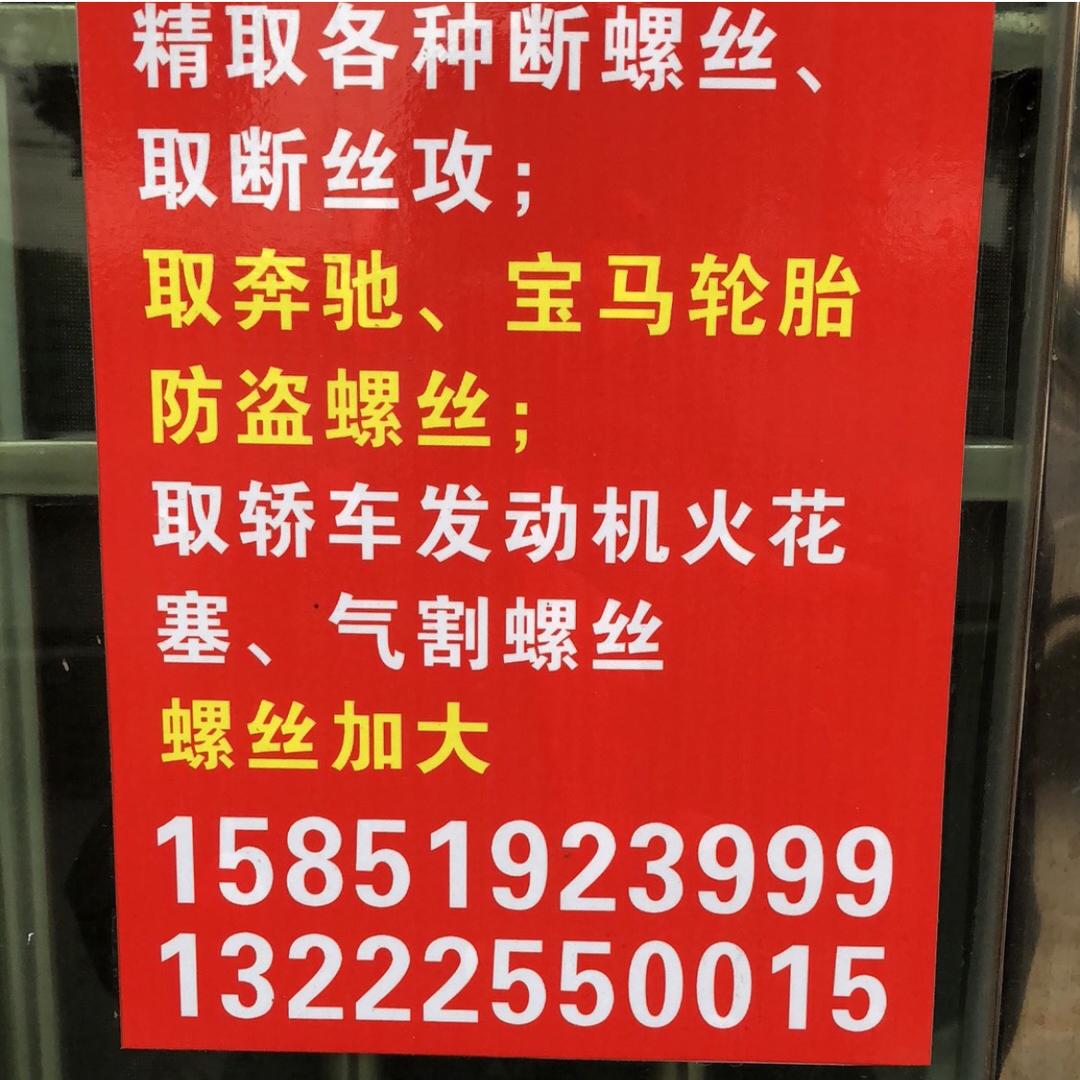 精取各种断螺丝、
取断丝攻；
取奔驰、宝马轮胎
防盗螺丝；
取轿车发动机火花
塞、气割螺丝
螺丝加大
15851923999
13222550015